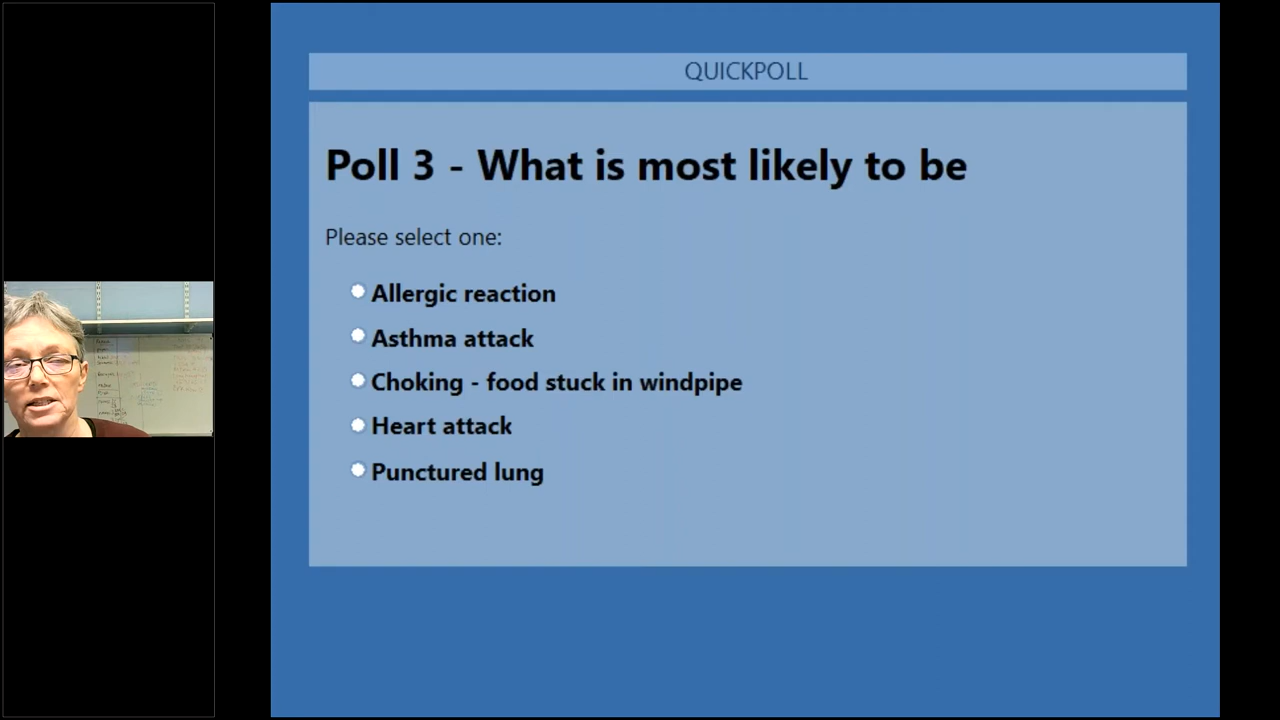 QUICKPOLL
Poll 3 - What is most likely to be
Please select one:
Allergic reaction
Asthma attack
Choking - food stuck in windpipe
Heart attack
Punctured lung